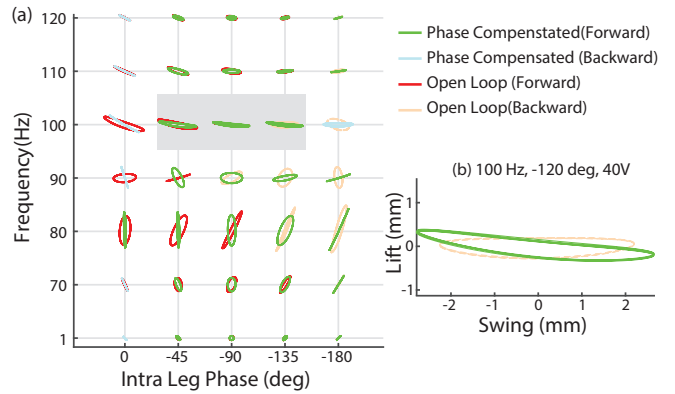 (a)
Phase Compenstated(Forward)
Phase Compensated (Backward)
Open Loop (Forward)
Open Loop(Backward)
120
110
100
90
80
70
1
Frequency(Hz)
0 -45 -90 -135 -180
Intra Leg Phase (deg)
(b) 100 Hz, -120 deg, 40V
Lift (mm)
1
0
-1
-2 -1 0 1 2
Swing (mm)